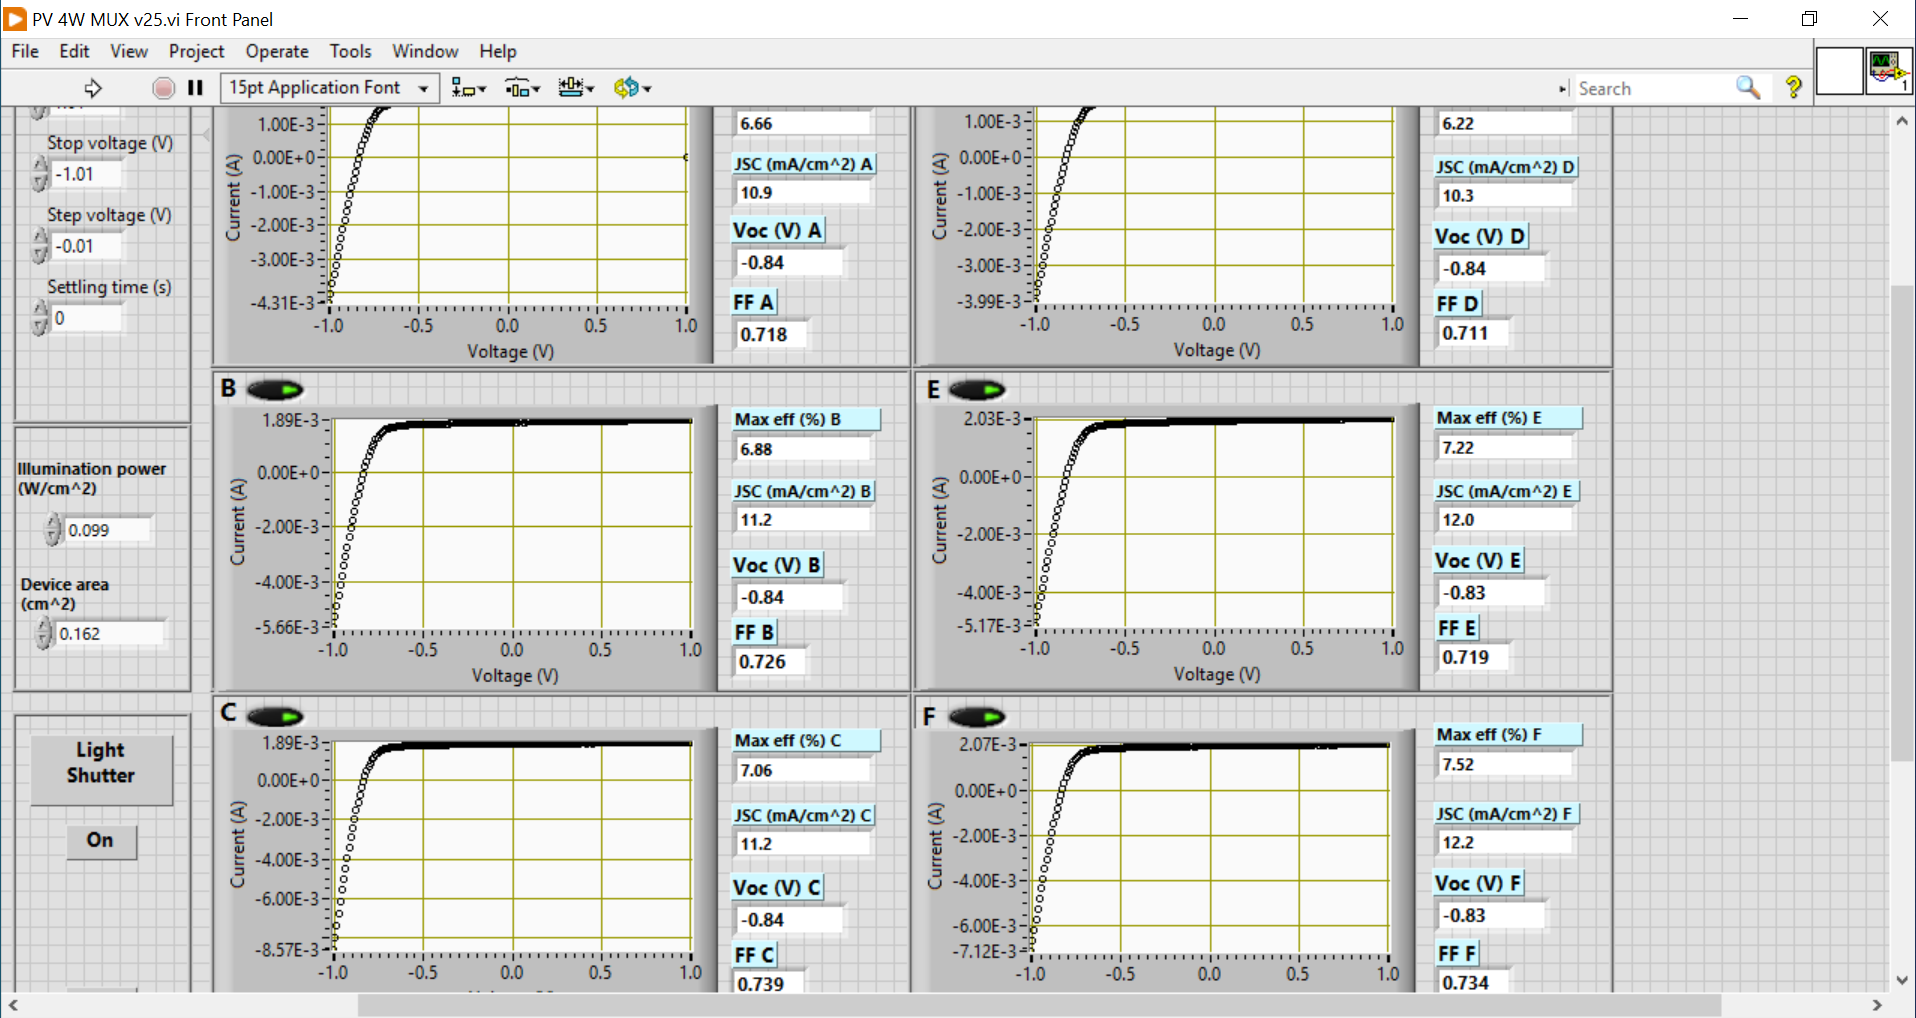 PV 4W MUX v25.vi Front Panel
File Edit View Project Operate Tools Window Help
15pt Application Font
Search
1
Stop voltage (V)
-1.01
Step voltage (V)
-0.01
Settling time (s)
0
Illumination power
(W/cm^2)
0.099
Device area
(cm^2)
0.162
Light
Shutter
On
1.00E-3
0.00E+0
-1.00E-3
-2.00E-3
-3.00E-3
-4.31E-3
Current (A)
-1.0 -0.5 0.0 0.5 1.0
Voltage (V)
6.66
JSC (mA/cm^2) A
10.9
Voc (V) A
-0.84
FF A
0.718
1.00E-3
0.00E+0
-1.00E-3
-2.00E-3
-3.00E-3
-3.99E-3
Current (A)
-1.0 -0.5 0.0 0.5 1.0
Voltage (V)
6.22
JSC (mA/cm^2) D
10.3
Voc (V) D
-0.84
FF D
0.711
B
1.89E-3
0.00E+0
-2.00E-3
-4.00E-3
-5.66E-3
Current (A)
-1.0 -0.5 0.0 0.5 1.0
Voltage (V)
Max eff (%) B
6.88
JSC (mA/cm^2) B
11.2
Voc (V) B
-0.84
FF B
0.726
E
2.03E-3
0.00E+0
-2.00E-3
-4.00E-3
-5.17E-3
Current (A)
-1.0 -0.5 0.0 0.5 1.0
Voltage (V)
Max eff (%) E
7.22
JSC (mA/cm^2) E
12.0
Voc (V) E
-0.83
FF E
0.719
C
1.89E-3
0.00E+0
-2.00E-3
-4.00E-3
-6.00E-3
-8.57E-3
Current (A)
-1.0 -0.5 0.0 0.5 1.0
Max eff (%) C
7.06
JSC (mA/cm^2) C
11.2
Voc (V) C
-0.84
FF C
0.739
F
2.07E-3
0.00E+0
-2.00E-3
-4.00E-3
-6.00E-3
-7.12E-3
Current (A)
-1.0 -0.5 0.0 0.5 1.0
Max eff (%) F
7.52
JSC (mA/cm^2) F
12.2
Voc (V) F
-0.83
FF F
0.734